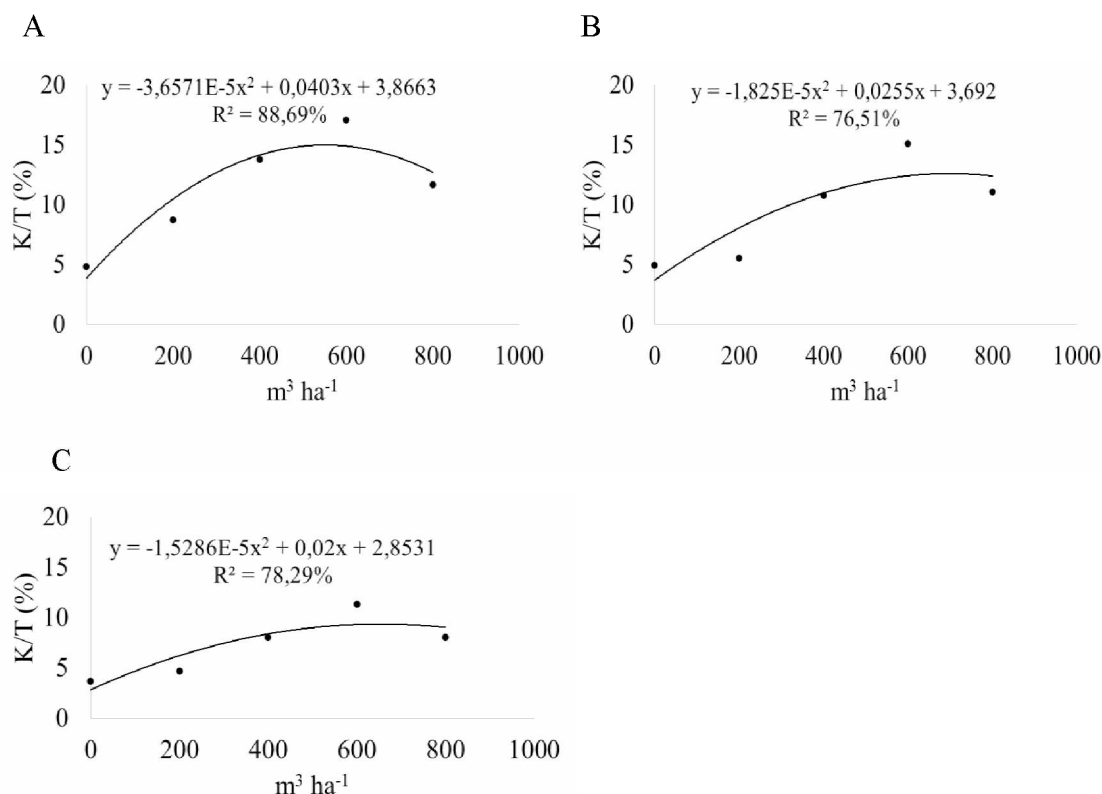 A
y = -3,6571E-5x² + 0,0403x + 3,8663
R² = 88,69%
K/T (%)
20
15
10
5
0
0 200 400 600 800 1000
m³ ha⁻¹
B
y = -1,825E-5x² + 0,0255x + 3,692
R² = 76,51%
K/T (%)
20
15
10
5
0
0 200 400 600 800 1000
m³ ha⁻¹
C
y = -1,5286E-5x² + 0,02x + 2,8531
R² = 78,29%
K/T (%)
20
15
10
5
0
0 200 400 600 800 1000
m³ ha⁻¹